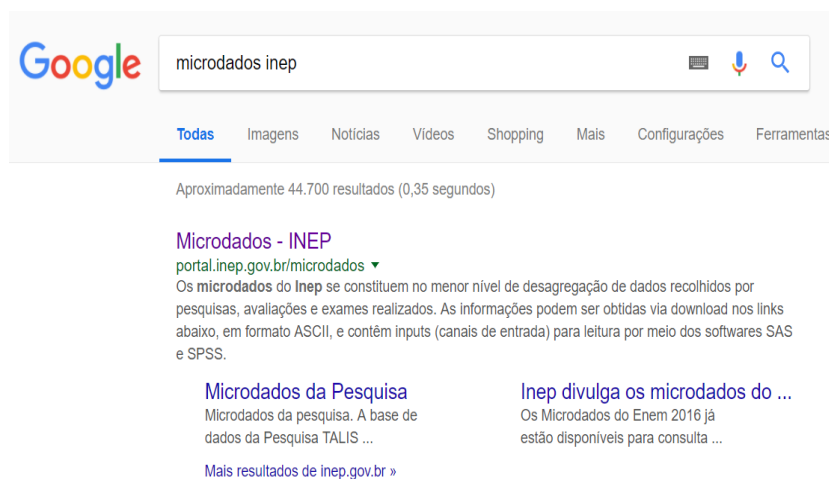 Google
microdados inep
Todas Imagens Notícias Vídeos Shopping Mais Configurações Ferramentas
Aproximadamente 44.700 resultados (0,35 segundos)
Microdados - INEP
portal.inep.gov.br/microdados
Os microdados do Inep se constituem no menor nível de desagregação de dados recolhidos por
pesquisas, avaliações e exames realizados. As informações podem ser obtidas via download nos links
abaixo, em formato ASCII, e contêm inputs (canais de entrada) para leitura por meio dos softwares SAS
e SPSS.
Microdados da Pesquisa
Microdados da pesquisa. A base de
dados da Pesquisa TALIS ...
Inep divulga os microdados do ...
Os Microdados do Enem 2016 já
estão disponíveis para consulta ...
Mais resultados de inep.gov.br »